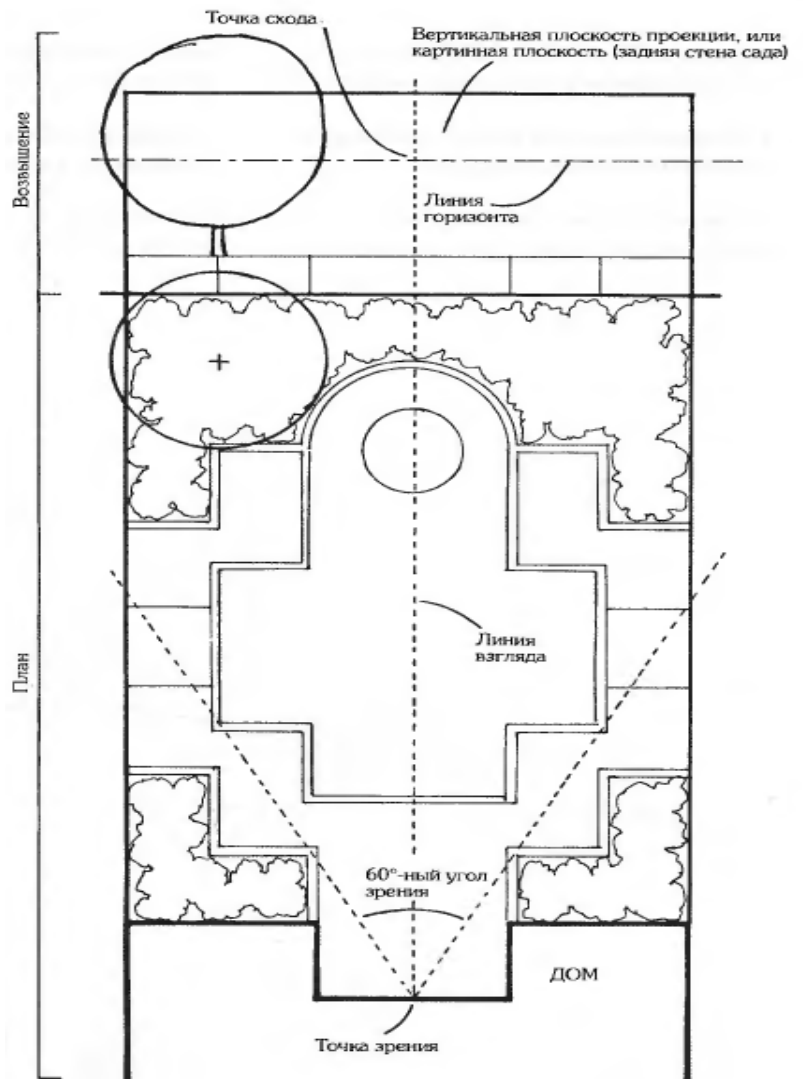 Точка схода
Вертикальная плоскость проекции, или
картинная плоскость (задняя стена сада)
Возвышение
Линия
горизонта
План
Линия
взгляда
60°-ный угол
зрения
ДОМ
Точка зрения